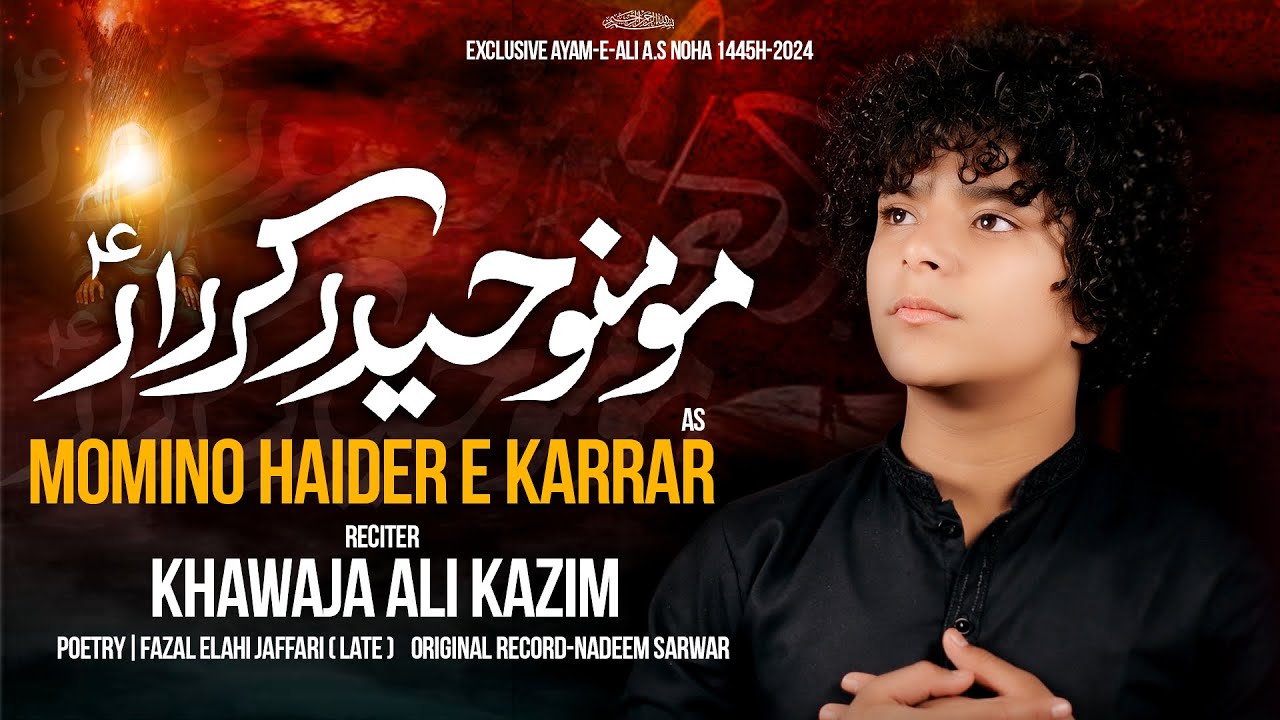 EXCLUSIVE AYAM-E-ALI A.S NOHA 1445H-2024
مومنو حیدر کرار ؑ
AS
MOMINO HAIDER E KARRAR
RECITER
KHAWAJA ALI KAZIM
POETRY | FAZAL ELAHI JAFFARI ( LATE ) ORIGINAL RECORD-NADEEM SARWAR